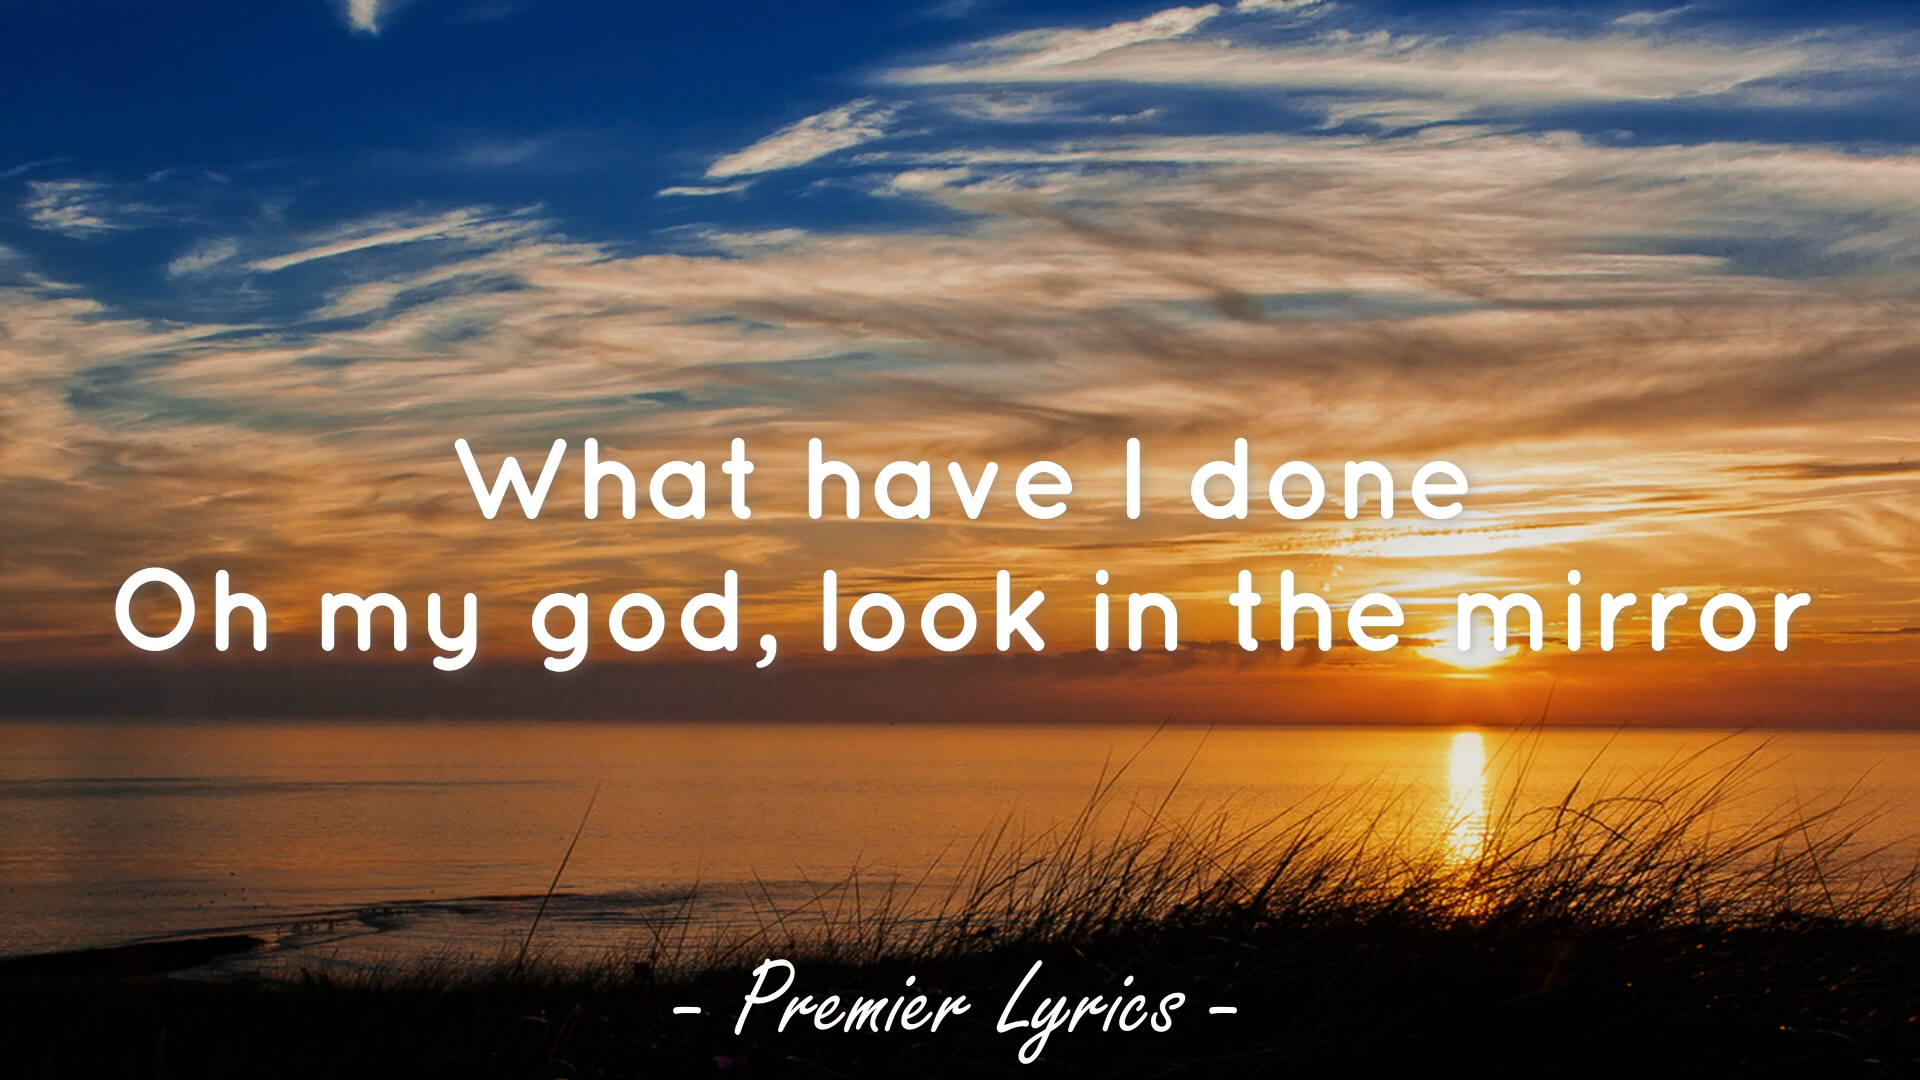 What have I done
Oh my god, look in the mirror
- Premier Lyrics -